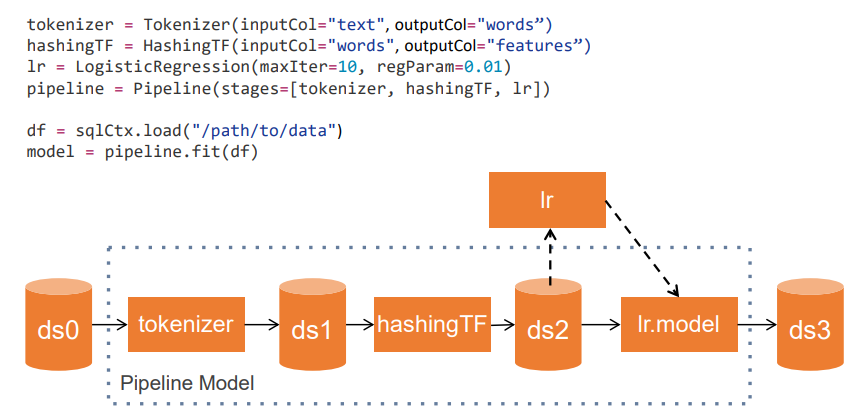 tokenizer = Tokenizer(inputCol="text", outputCol="words”)
hashingTF = HashingTF(inputCol="words", outputCol="features”)
lr = LogisticRegression(maxIter=10, regParam=0.01)
pipeline = Pipeline(stages=[tokenizer, hashingTF, lr])
df = sqlCtx.load("/path/to/data")
model = pipeline.fit(df)
lr
ds0
tokenizer
ds1
hashingTF
ds2
lr.model
ds3
Pipeline Model